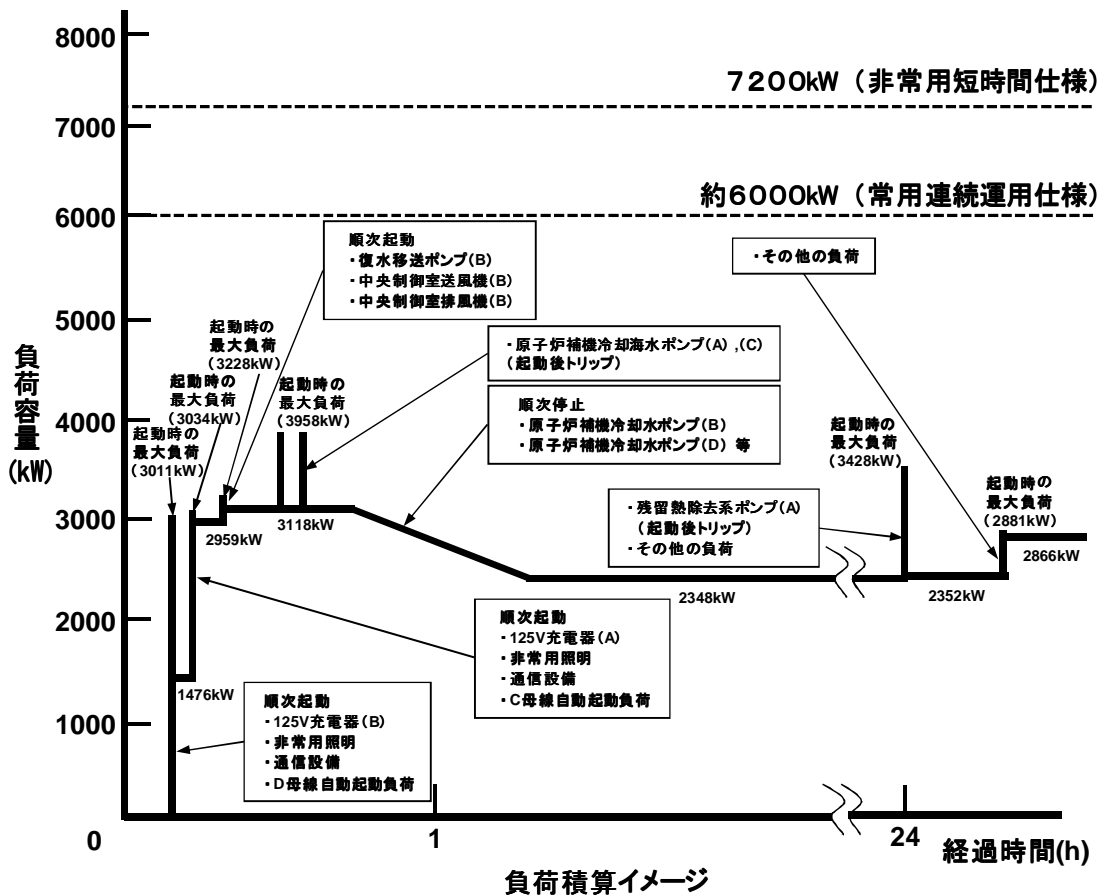 8000
7000
6000
5000
4000
3000
2000
1000
0
負荷容量
(kW)
7200kW(非常用短時間仕様)
約6000kW(常用連続運用仕様)
順次起動
・復水移送ポンプ(B)
・中央制御室送風機(B)
・中央制御室排風機(B)
・その他の負荷
起動時の
最大負荷
(3228kW)
・原子炉補機冷却海水ポンプ(A),(C)
(起動後トリップ)
起動時の
最大負荷
(3034kW)
起動時の
最大負荷
(3958kW)
順次停止
・原子炉補機冷却水ポンプ(B)
・原子炉補機冷却水ポンプ(D) 等
起動時の
最大負荷
(3011kW)
起動時の
最大負荷
(3428kW)
・残留熱除去系ポンプ(A)
(起動後トリップ)
・その他の負荷
起動時の
最大負荷
(2881kW)
3118kW
2959kW
2866kW
2348kW
2352kW
順次起動
・125V充電器(A)
・非常用照明
・通信設備
・C母線自動起動負荷
1476kW
順次起動
・125V充電器(B)
・非常用照明
・通信設備
・D母線自動起動負荷
1
24
経過時間(h)
負荷積算イメージ